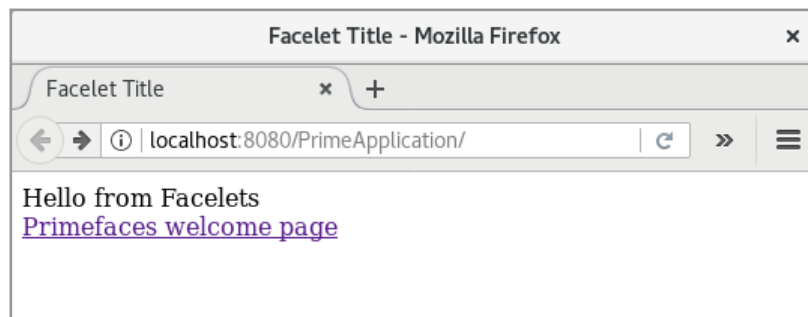 Facelet Title - Mozilla Firefox
Facelet Title
localhost:8080/PrimeApplication/
Hello from Facelets
Primefaces welcome page